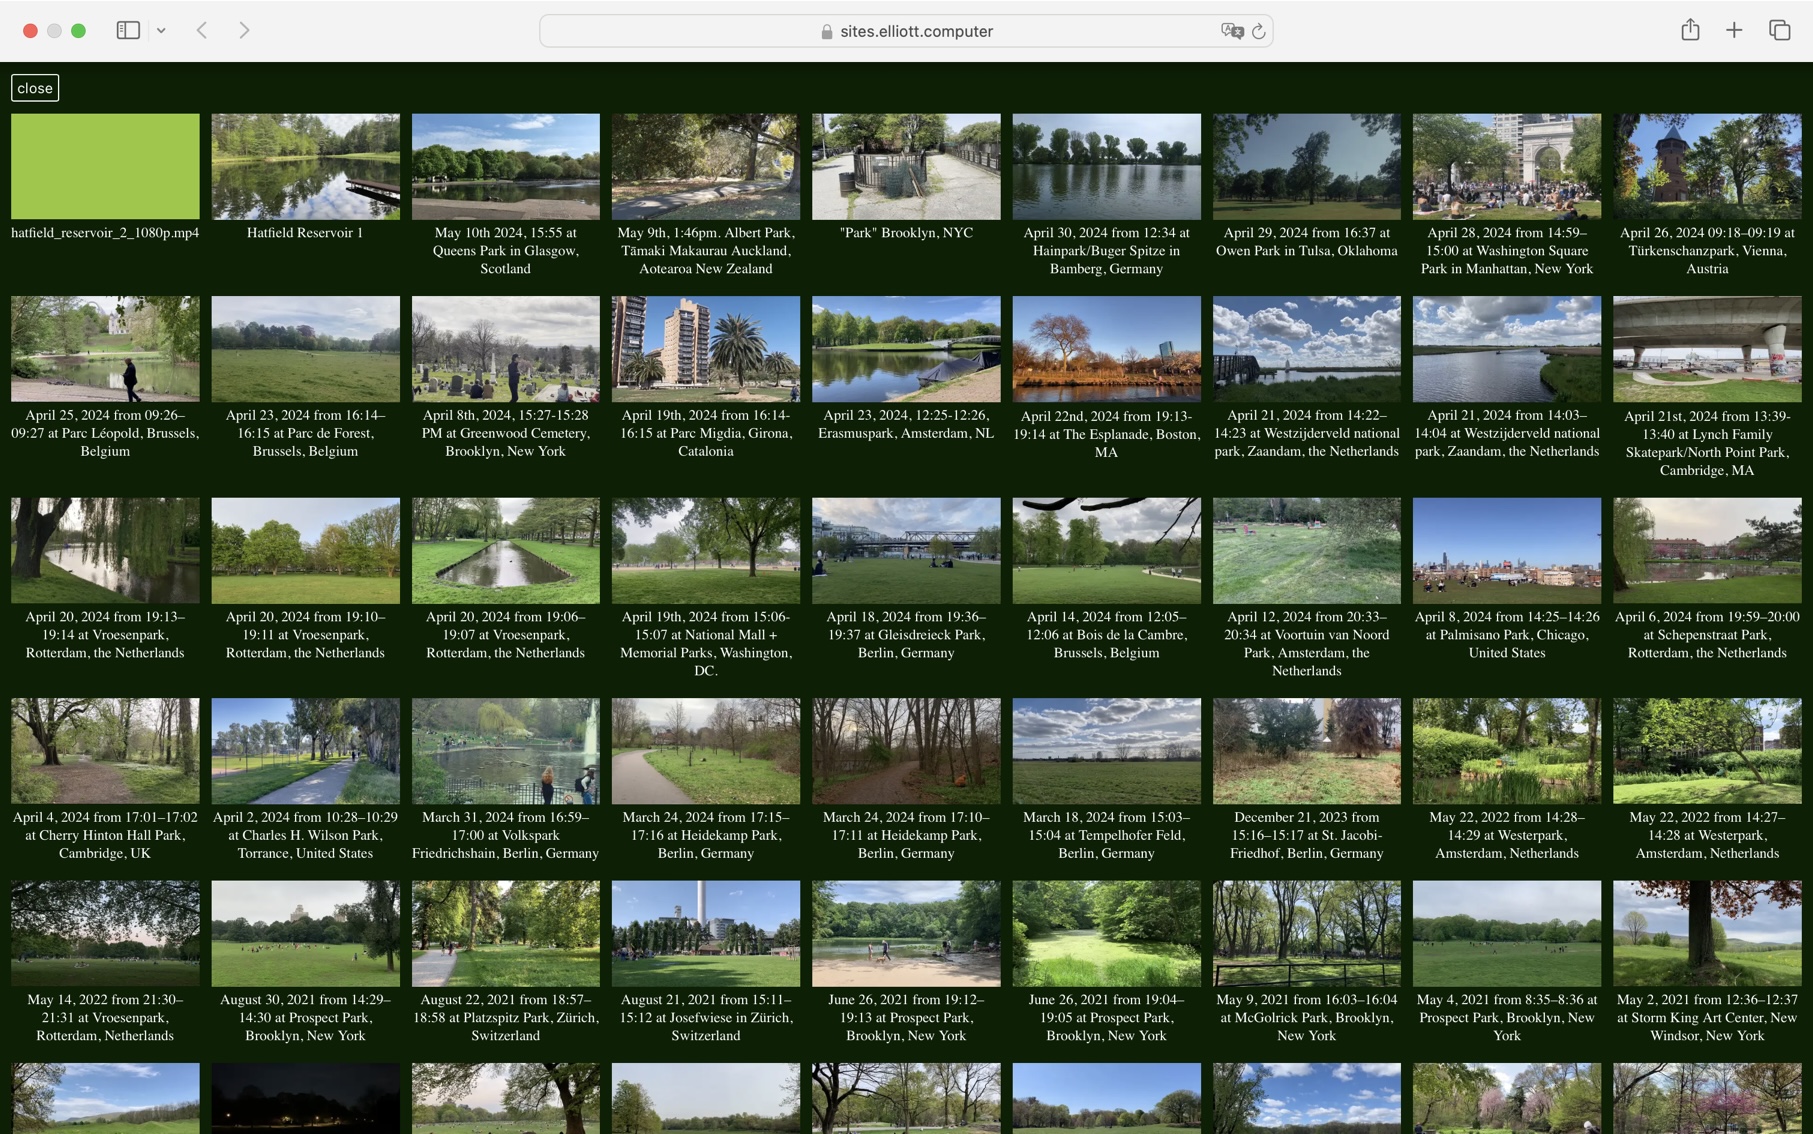 sites.elliott.computer
close
hatfield_reservoir_2_1080p.mp4
Hatfield Reservoir 1
May 10th 2024, 15:55 at
Queens Park in Glasgow,
Scotland
May 9th, 1:46pm. Albert Park,
Tāmaki Makaurau Auckland,
Aotearoa New Zealand
"Park" Brooklyn, NYC
April 30, 2024 from 12:34 at
Hainpark/Buger Spitze in
Bamberg, Germany
April 29, 2024 from 16:37 at
Owen Park in Tulsa, Oklahoma
April 28, 2024 from 14:59–
15:00 at Washington Square
Park in Manhattan, New York
April 26, 2024 09:18–09:19 at
Türkenschanzpark, Vienna,
Austria
April 25, 2024 from 09:26–
09:27 at Parc Léopold, Brussels,
Belgium
April 23, 2024 from 16:14–
16:15 at Parc de Forest,
Brussels, Belgium
April 8th, 2024, 15:27-15:28
PM at Greenwood Cemetery,
Brooklyn, New York
April 19th, 2024 from 16:14-
16:15 at Parc Migdia, Girona,
Catalonia
April 23, 2024, 12:25-12:26,
Erasmuspark, Amsterdam, NL
April 22nd, 2024 from 19:13-
19:14 at The Esplanade, Boston,
MA
April 21, 2024 from 14:22–
14:23 at Westzijderveld national
park, Zaandam, the Netherlands
April 21, 2024 from 14:03–
14:04 at Westzijderveld national
park, Zaandam, the Netherlands
April 21st, 2024 from 13:39-
13:40 at Lynch Family
Skatepark/North Point Park,
Cambridge, MA
April 20, 2024 from 19:13–
19:14 at Vroesenpark,
Rotterdam, the Netherlands
April 20, 2024 from 19:10–
19:11 at Vroesenpark,
Rotterdam, the Netherlands
April 20, 2024 from 19:06–
19:07 at Vroesenpark,
Rotterdam, the Netherlands
April 19th, 2024 from 15:06-
15:07 at National Mall +
Memorial Parks, Washington,
DC.
April 18, 2024 from 19:36–
19:37 at Gleisdreieck Park,
Berlin, Germany
April 14, 2024 from 12:05–
12:06 at Bois de la Cambre,
Brussels, Belgium
April 12, 2024 from 20:33–
20:34 at Voortuin van Noord
Park, Amsterdam, the
Netherlands
April 8, 2024 from 14:25–14:26
at Palmisano Park, Chicago,
United States
April 6, 2024 from 19:59–20:00
at Schepenstraat Park,
Rotterdam, the Netherlands
April 4, 2024 from 17:01–17:02
at Cherry Hinton Hall Park,
Cambridge, UK
April 2, 2024 from 10:28–10:29
at Charles H. Wilson Park,
Torrance, United States
March 31, 2024 from 16:59–
17:00 at Volkspark
Friedrichshain, Berlin, Germany
March 24, 2024 from 17:15–
17:16 at Heidekamp Park,
Berlin, Germany
March 24, 2024 from 17:10–
17:11 at Heidekamp Park,
Berlin, Germany
March 18, 2024 from 15:03–
15:04 at Tempelhofer Feld,
Berlin, Germany
December 21, 2023 from
15:16–15:17 at St. Jacobi-
Friedhof, Berlin, Germany
May 22, 2022 from 14:28–
14:29 at Westerpark,
Amsterdam, Netherlands
May 22, 2022 from 14:27–
14:28 at Westerpark,
Amsterdam, Netherlands
May 14, 2022 from 21:30–
21:31 at Vroesenpark,
Rotterdam, Netherlands
August 30, 2021 from 14:29–
14:30 at Prospect Park,
Brooklyn, New York
August 22, 2021 from 18:57–
18:58 at Platzspitz Park, Zürich,
Switzerland
August 21, 2021 from 15:11–
15:12 at Josefwiese in Zürich,
Switzerland
June 26, 2021 from 19:12–
19:13 at Prospect Park,
Brooklyn, New York
June 26, 2021 from 19:04–
19:05 at Prospect Park,
Brooklyn, New York
May 9, 2021 from 16:03–16:04
at McGolrick Park, Brooklyn,
New York
May 4, 2021 from 8:35–8:36 at
Prospect Park, Brooklyn, New
York
May 2, 2021 from 12:36–12:37
at Storm King Art Center, New
Windsor, New York